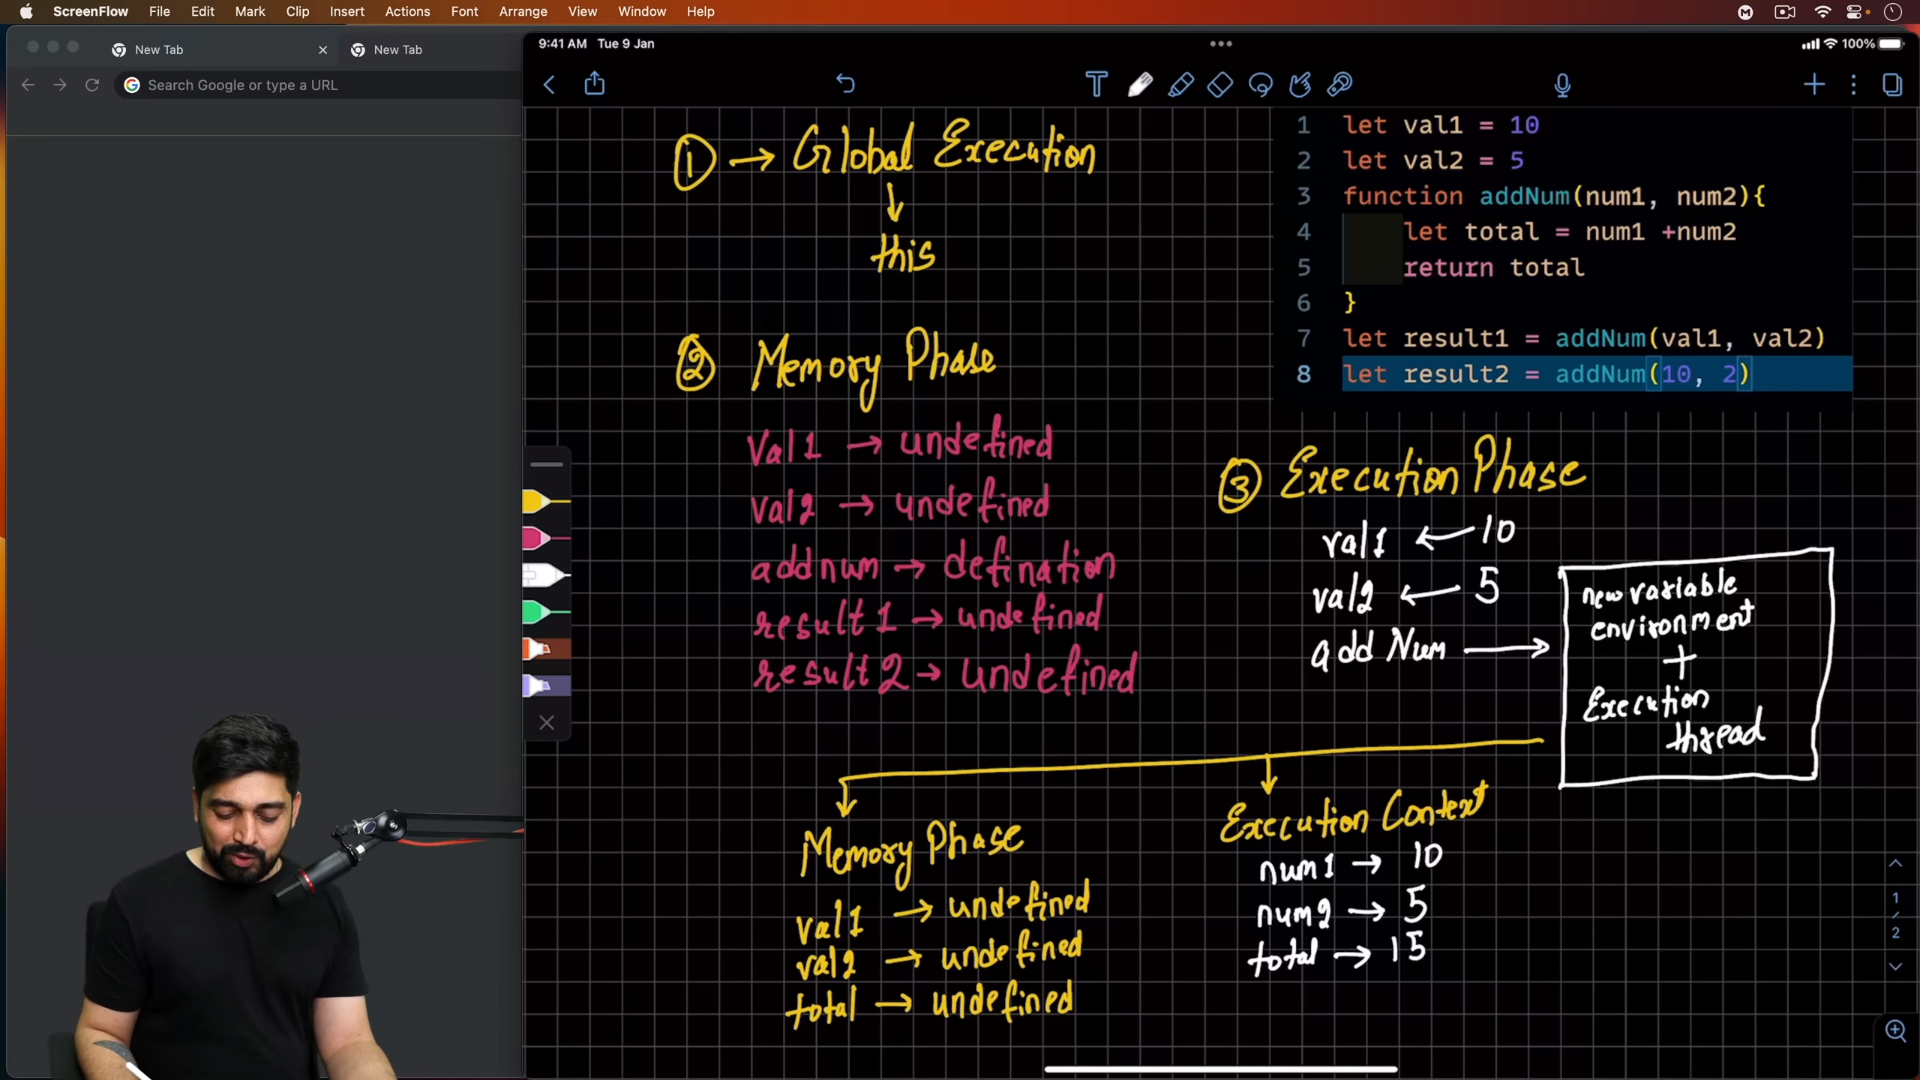 ScreenFlow File Edit Mark Clip Insert Actions Font Arrange View Window Help
New Tab
New Tab
Search Google or type a URL
9:41 AM Tue 9 Jan
100%
① → Global Execution
↓
this
② Memory Phase
Val1 → undefined
val2 → undefined
addnum → defination
result1 → undefined
result2 → undefined
1 let val1 = 10
2 let val2 = 5
3 function addNum(num1, num2){
4 let total = num1 +num2
5 return total
6 }
7 let result1 = addNum(val1, val2)
8 let result2 = addNum(10, 2)
③ Execution Phase
val1 ← 10
val2 ← 5
add Num →
new variable
environment
+
Execution
thread
Memory Phase
val1 → undefined
val2 → undefined
total → undefined
Execution Context
num1 → 10
num2 → 5
total → 15
1
/
2